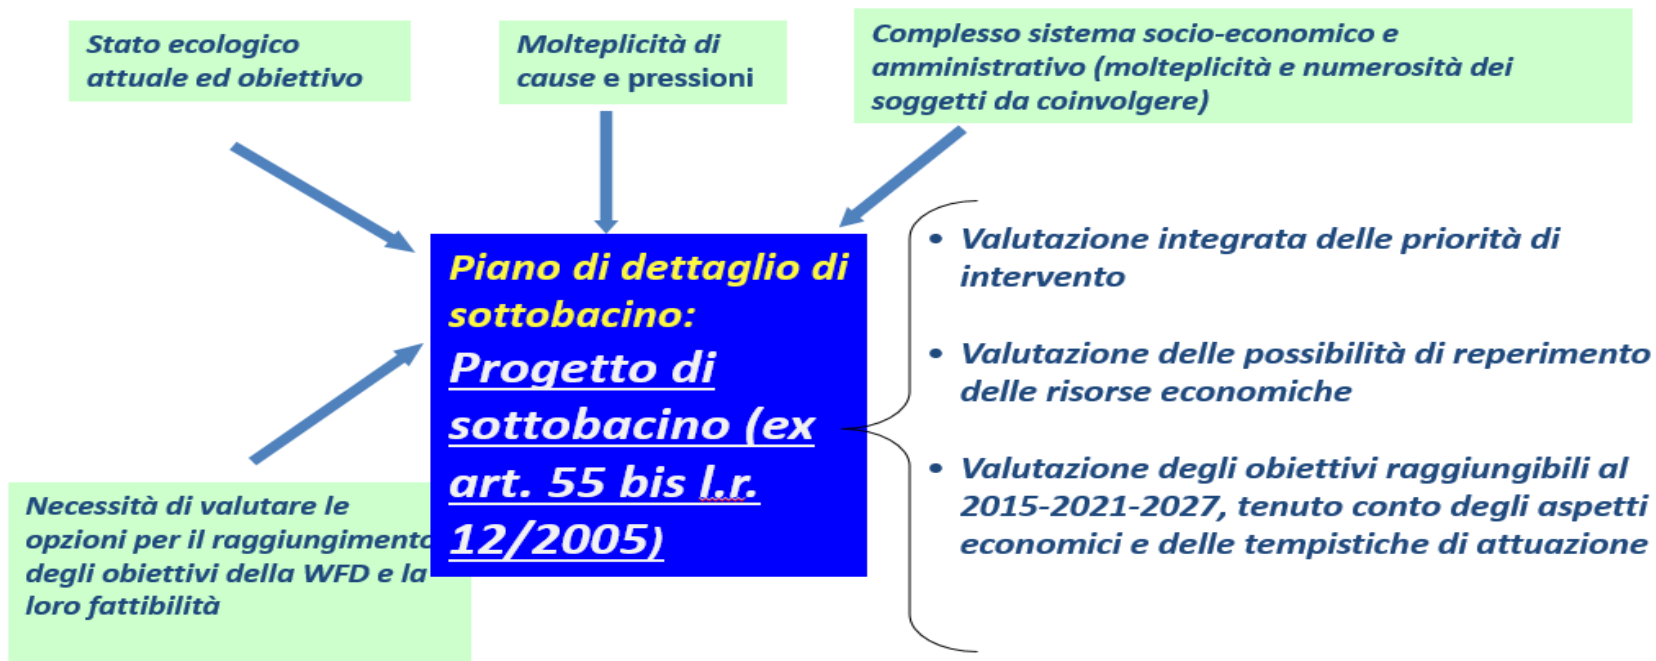 Stato ecologico
attuale ed obiettivo
Molteplicità di
cause e pressioni
Complesso sistema socio-economico e
amministrativo (molteplicità e numerosità dei
soggetti da coinvolgere)
Piano di dettaglio di
sottobacino:
Progetto di
sottobacino (ex
art. 55 bis l.r.
12/2005)
• Valutazione integrata delle priorità di
intervento
• Valutazione delle possibilità di reperimento
delle risorse economiche
• Valutazione degli obiettivi raggiungibili al
2015-2021-2027, tenuto conto degli aspetti
economici e delle tempistiche di attuazione
Necessità di valutare le
opzioni per il raggiungimento
degli obiettivi della WFD e la
loro fattibilità